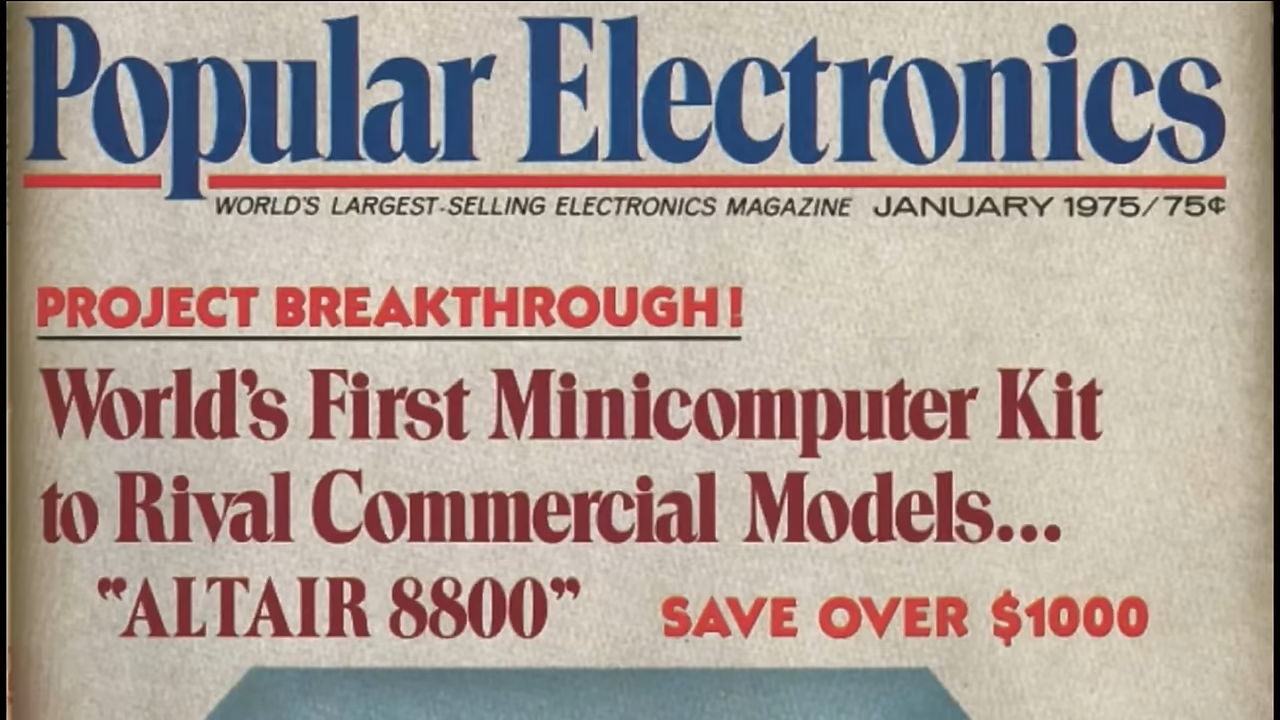 Popular Electronics
WORLD'S LARGEST-SELLING ELECTRONICS MAGAZINE JANUARY 1975/75¢
PROJECT BREAKTHROUGH!
World's First Minicomputer Kit
to Rival Commercial Models...
"ALTAIR 8800" SAVE OVER $1000